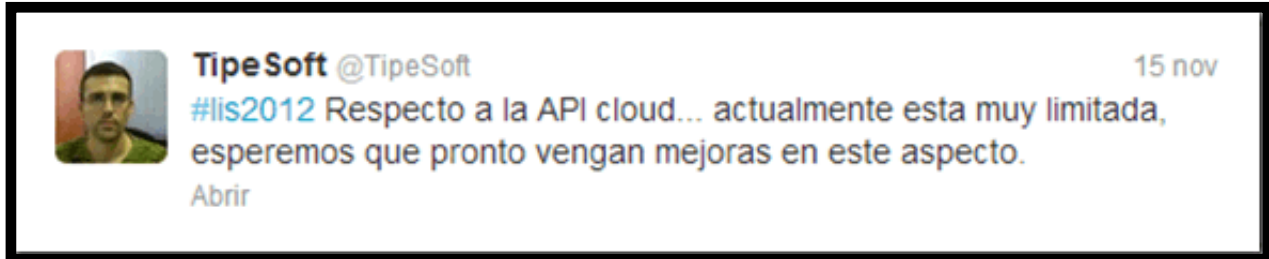 TipeSoft @TipeSoft 15 nov
#lis2012 Respecto a la API cloud... actualmente esta muy limitada,
esperemos que pronto vengan mejoras en este aspecto.
Abrir